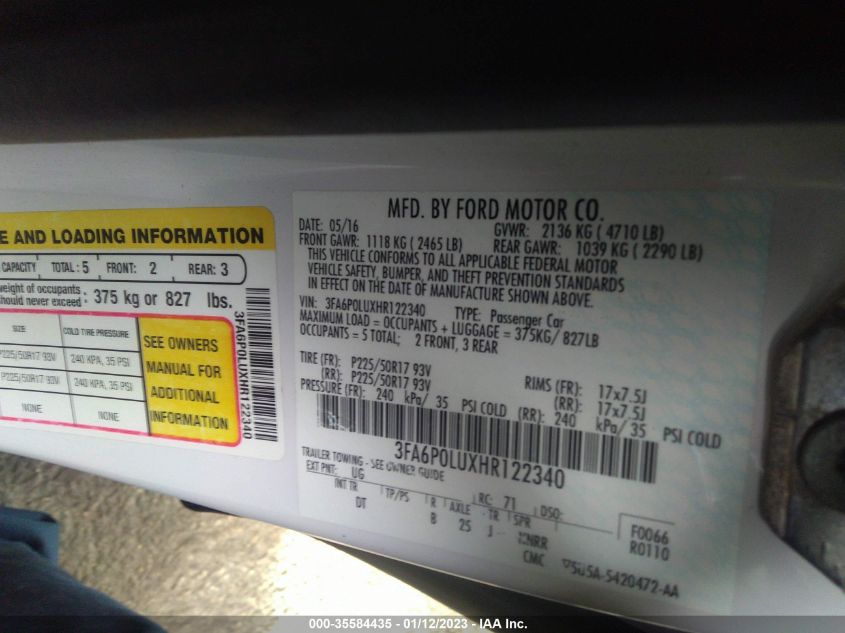 E AND LOADING INFORMATION
CAPACITY TOTAL: 5 FRONT: 2 REAR: 3
weight of occupants
should never exceed: 375 kg or 827 lbs.
SIZE COLD TIRE PRESSURE
P225/50R17 93V 240 KPA, 35 PSI
P225/50R17 93V 240 KPA, 35 PSI
NONE NONE
SEE OWNERS
MANUAL FOR
ADDITIONAL
INFORMATION
3FA6P0LUXHR122340
MFD. BY FORD MOTOR CO.
DATE: 05/16 GVWR: 2136 KG (4710 LB)
FRONT GAWR: 1118 KG (2465 LB) REAR GAWR: 1039 KG (2290 LB)
THIS VEHICLE CONFORMS TO ALL APPLICABLE FEDERAL MOTOR
VEHICLE SAFETY, BUMPER, AND THEFT PREVENTION STANDARDS
IN EFFECT ON THE DATE OF MANUFACTURE SHOWN ABOVE.
VIN: 3FA6P0LUXHR122340 TYPE: Passenger Car
MAXIMUM LOAD = OCCUPANTS + LUGGAGE = 375KG/ 827LB
OCCUPANTS = 5 TOTAL; 2 FRONT, 3 REAR
TIRE (FR): P225/50R17 93V RIMS (FR): 17x7.5J
(RR): P225/50R17 93V (RR): 17x7.5J
PRESSURE (FR): 240 kPa/ 35 PSI COLD (RR): 240 kPa/ 35 PSI COLD
3FA6P0LUXHR122340
TRAILER TOWING - SEE OWNER GUIDE
EXT PNT: UG RC: 71 DSO:
INT TR TP/PS R AXLE TR SPR F0066
DT B 25 J NRR R0110
CMC 5U5A-5420472-AA
000-35584435 - 01/12/2023 - IAA Inc.